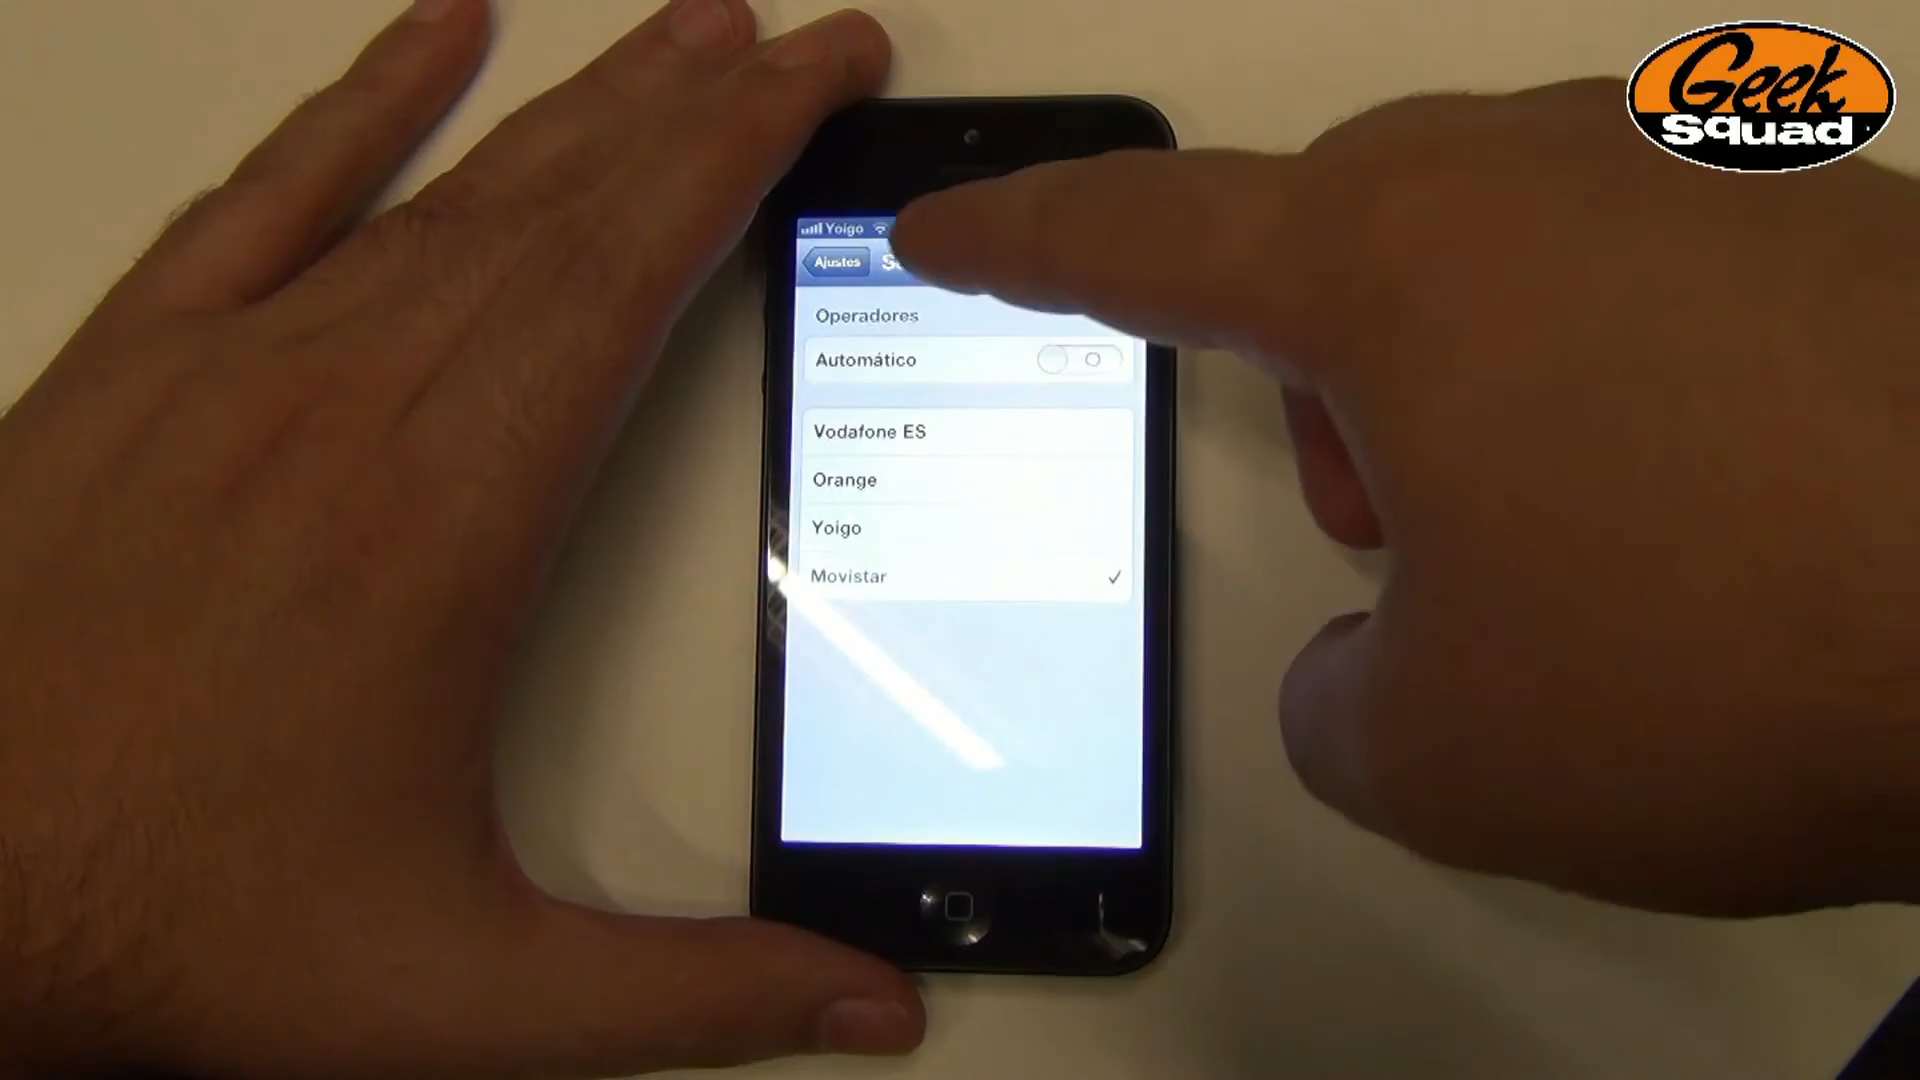 Geek
Squad
Yoigo
Ajustes
Operadores
Automático
Vodafone ES
Orange
Yoigo
Movistar